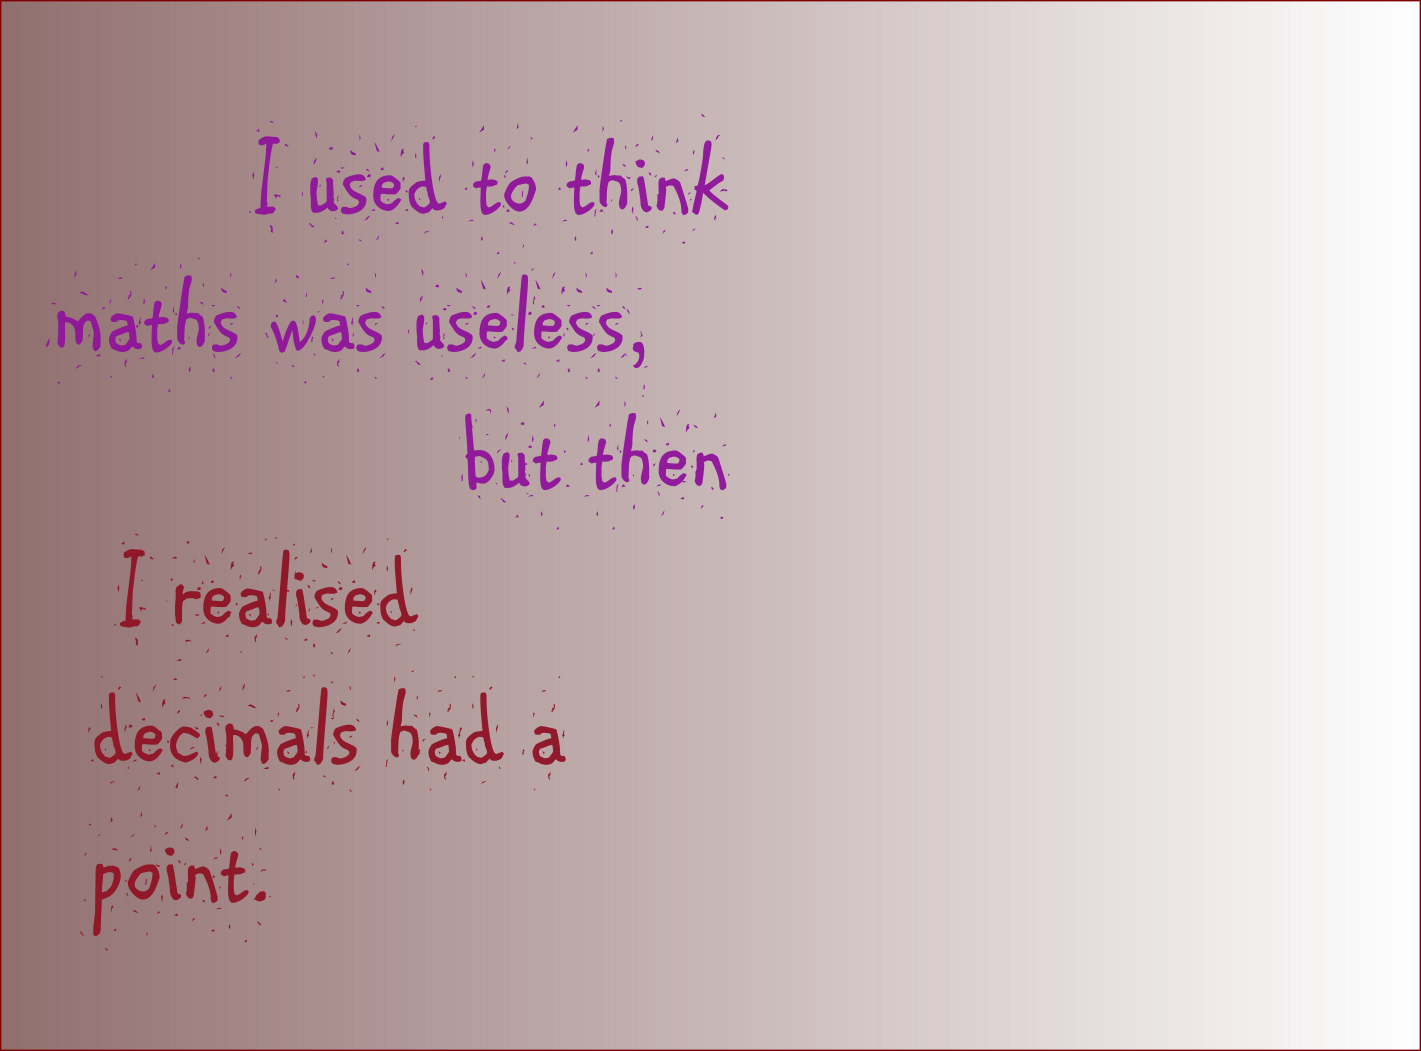 I used to think
maths was useless,
but then
I realised
decimals had a
point.